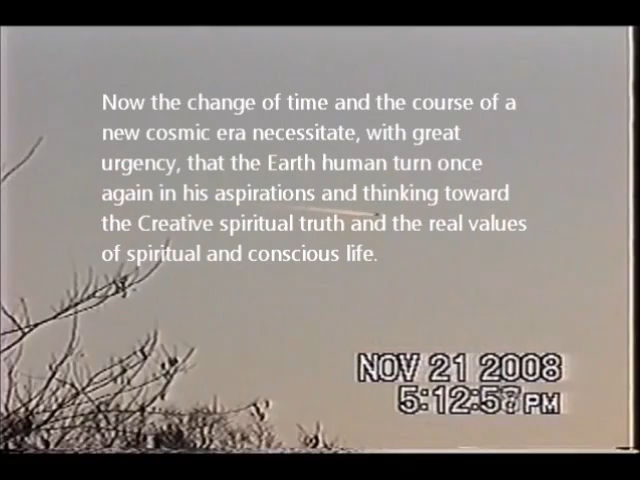 Now the change of time and the course of a
new cosmic era necessitate, with great
urgency, that the Earth human turn once
again in his aspirations and thinking toward
the Creative spiritual truth and the real values
of spiritual and conscious life.
NOV 21 2008
5:12:57PM